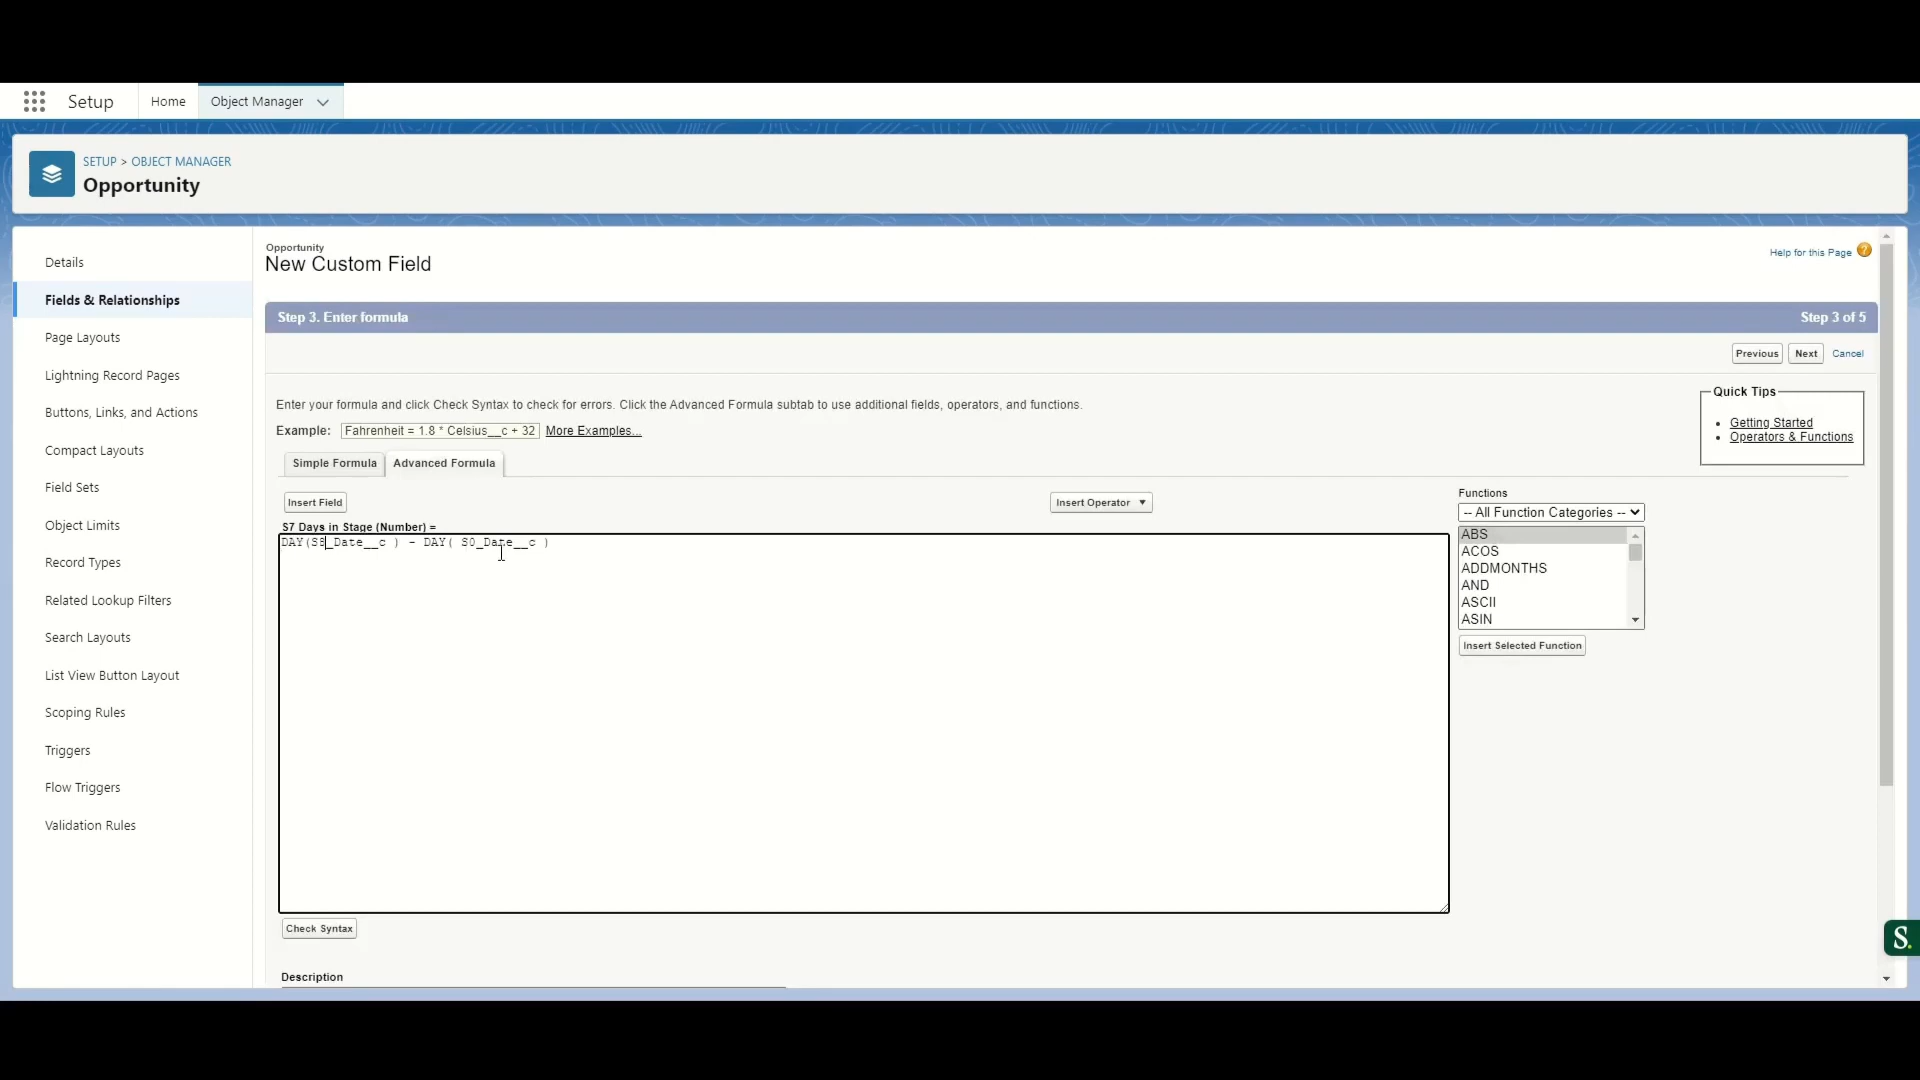 Setup
Home
Object Manager
SETUP > OBJECT MANAGER
Opportunity
Details
Fields & Relationships
Page Layouts
Lightning Record Pages
Buttons, Links, and Actions
Compact Layouts
Field Sets
Object Limits
Record Types
Related Lookup Filters
Search Layouts
List View Button Layout
Scoping Rules
Triggers
Flow Triggers
Validation Rules
Opportunity
New Custom Field
Help for this Page ?
Step 3. Enter formula
Step 3 of 5
Previous Next Cancel
Enter your formula and click Check Syntax to check for errors. Click the Advanced Formula subtab to use additional fields, operators, and functions.
Example: Fahrenheit = 1.8 * Celsius__c + 32 More Examples...
Quick Tips
• Getting Started
• Operators & Functions
Simple Formula Advanced Formula
Insert Field
Insert Operator ▼
S7 Days in Stage (Number) =
DAY(S8_Date__c ) - DAY( S0_Date__c )
Functions
-- All Function Categories --
ABS
ACOS
ADDMONTHS
AND
ASCII
ASIN
Insert Selected Function
Check Syntax
Description
S.